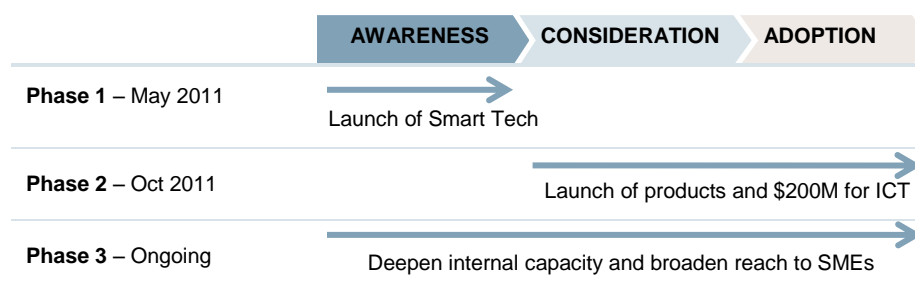 AWARENESS CONSIDERATION ADOPTION
Phase 1 – May 2011
Launch of Smart Tech
Phase 2 – Oct 2011
Launch of products and $200M for ICT
Phase 3 – Ongoing
Deepen internal capacity and broaden reach to SMEs